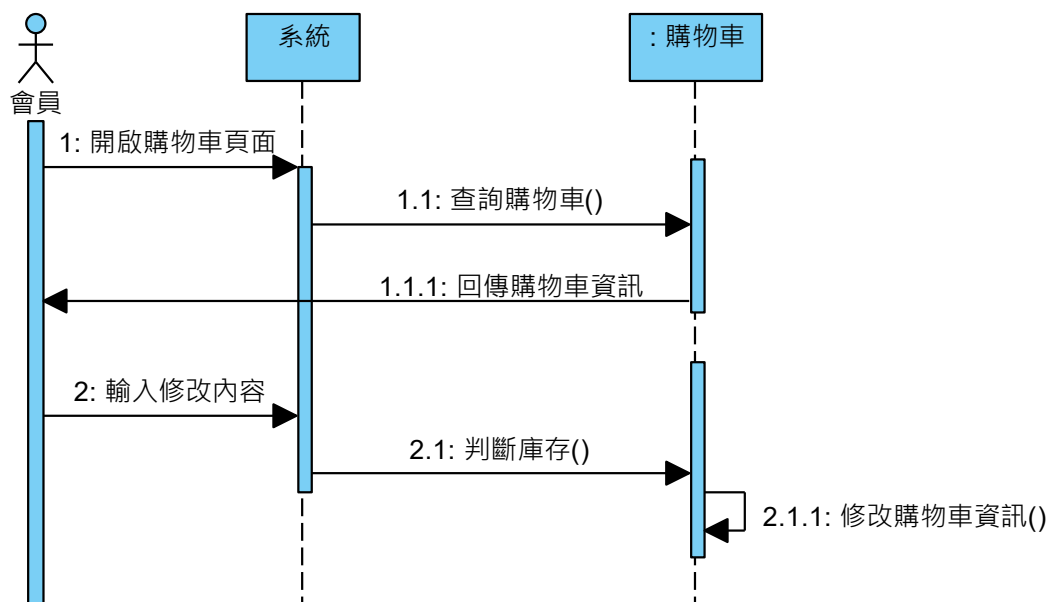 系統
: 購物車
會員
1: 開啟購物車頁面
1.1: 查詢購物車()
1.1.1: 回傳購物車資訊
2: 輸入修改內容
2.1: 判斷庫存()
2.1.1: 修改購物車資訊()